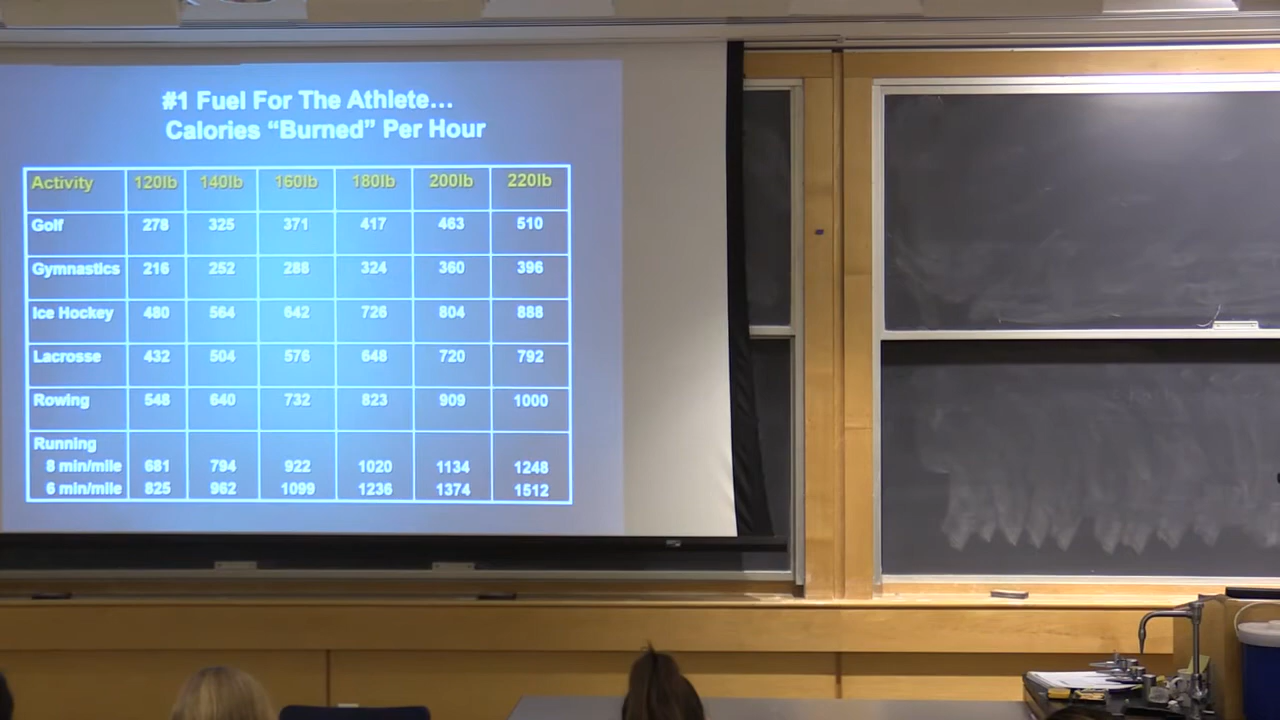 #1 Fuel For The Athlete…
Calories “Burned” Per Hour
Activity 120lb 140lb 160lb 180lb 200lb 220lb
Golf 278 325 371 417 463 510
Gymnastics 216 252 288 324 360 396
Ice Hockey 480 564 642 726 804 888
Lacrosse 432 504 576 648 720 792
Rowing 548 640 732 823 909 1000
Running
8 min/mile 681 794 922 1020 1134 1248
6 min/mile 825 962 1099 1236 1374 1512